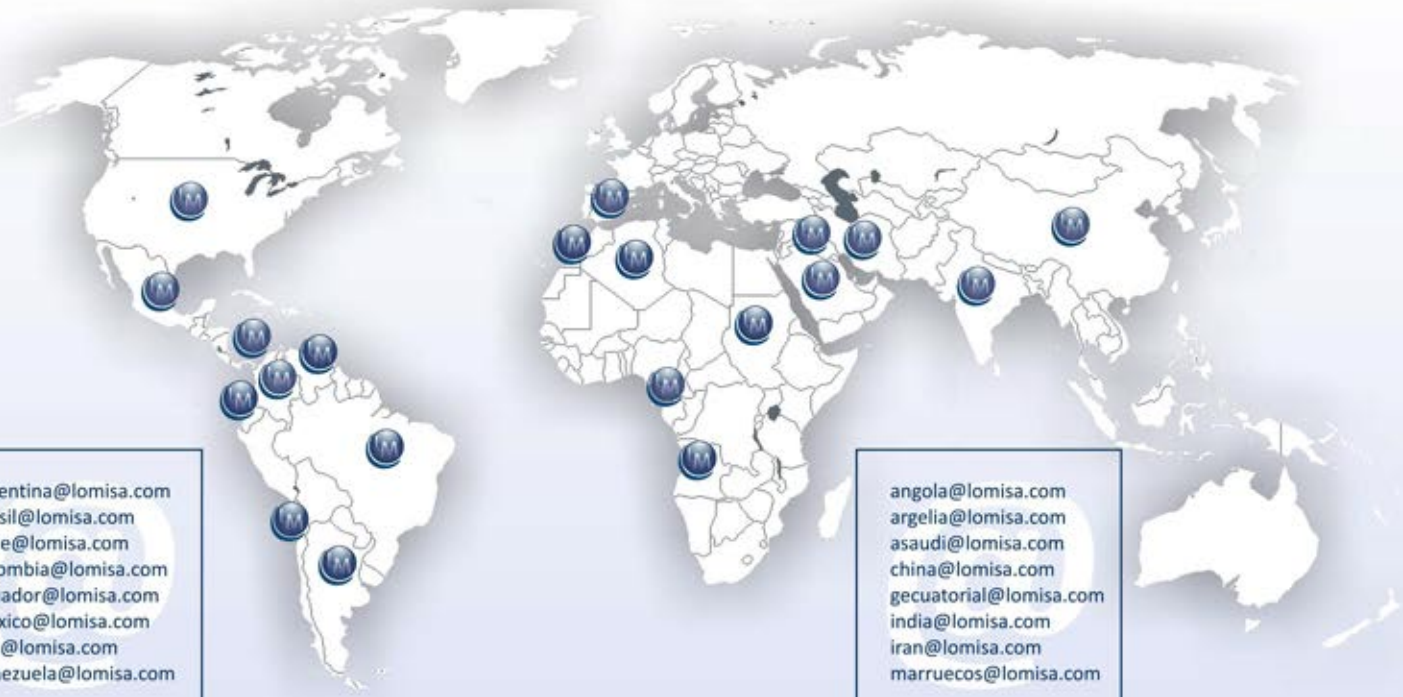 entina@lomisa.com
sil@lomisa.com
e@lomisa.com
ombia@lomisa.com
ador@lomisa.com
xico@lomisa.com
@lomisa.com
ezuela@lomisa.com
angola@lomisa.com
argelia@lomisa.com
asaudi@lomisa.com
china@lomisa.com
gecuatorial@lomisa.com
india@lomisa.com
iran@lomisa.com
marruecos@lomisa.com